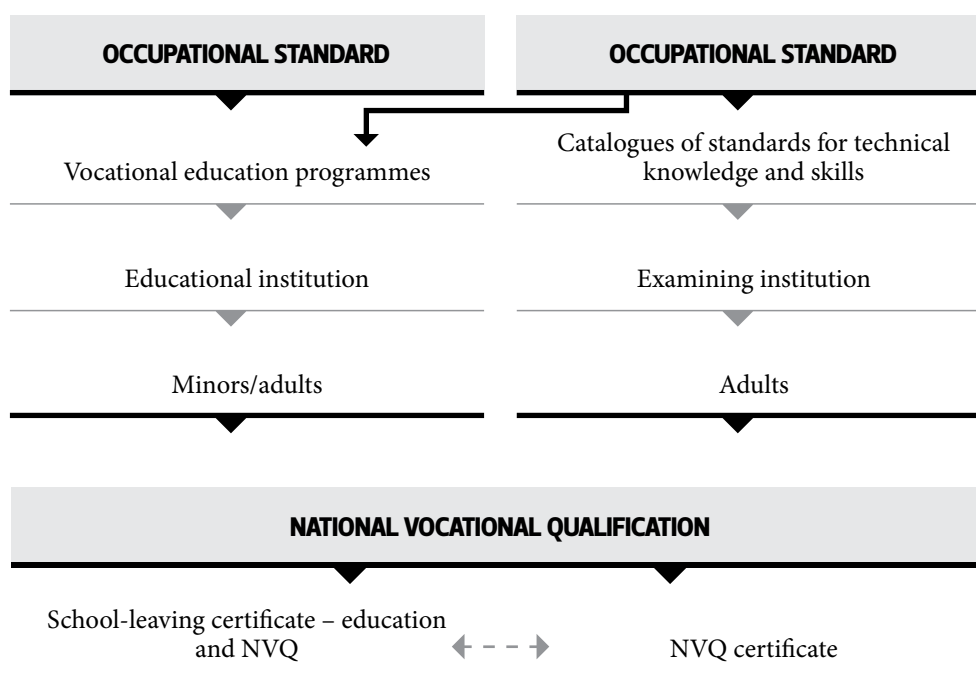 OCCUPATIONAL STANDARD
OCCUPATIONAL STANDARD
Vocational education programmes
Catalogues of standards for technical
knowledge and skills
Educational institution
Examining institution
Minors/adults
Adults
NATIONAL VOCATIONAL QUALIFICATION
School-leaving certificate – education
and NVQ
NVQ certificate